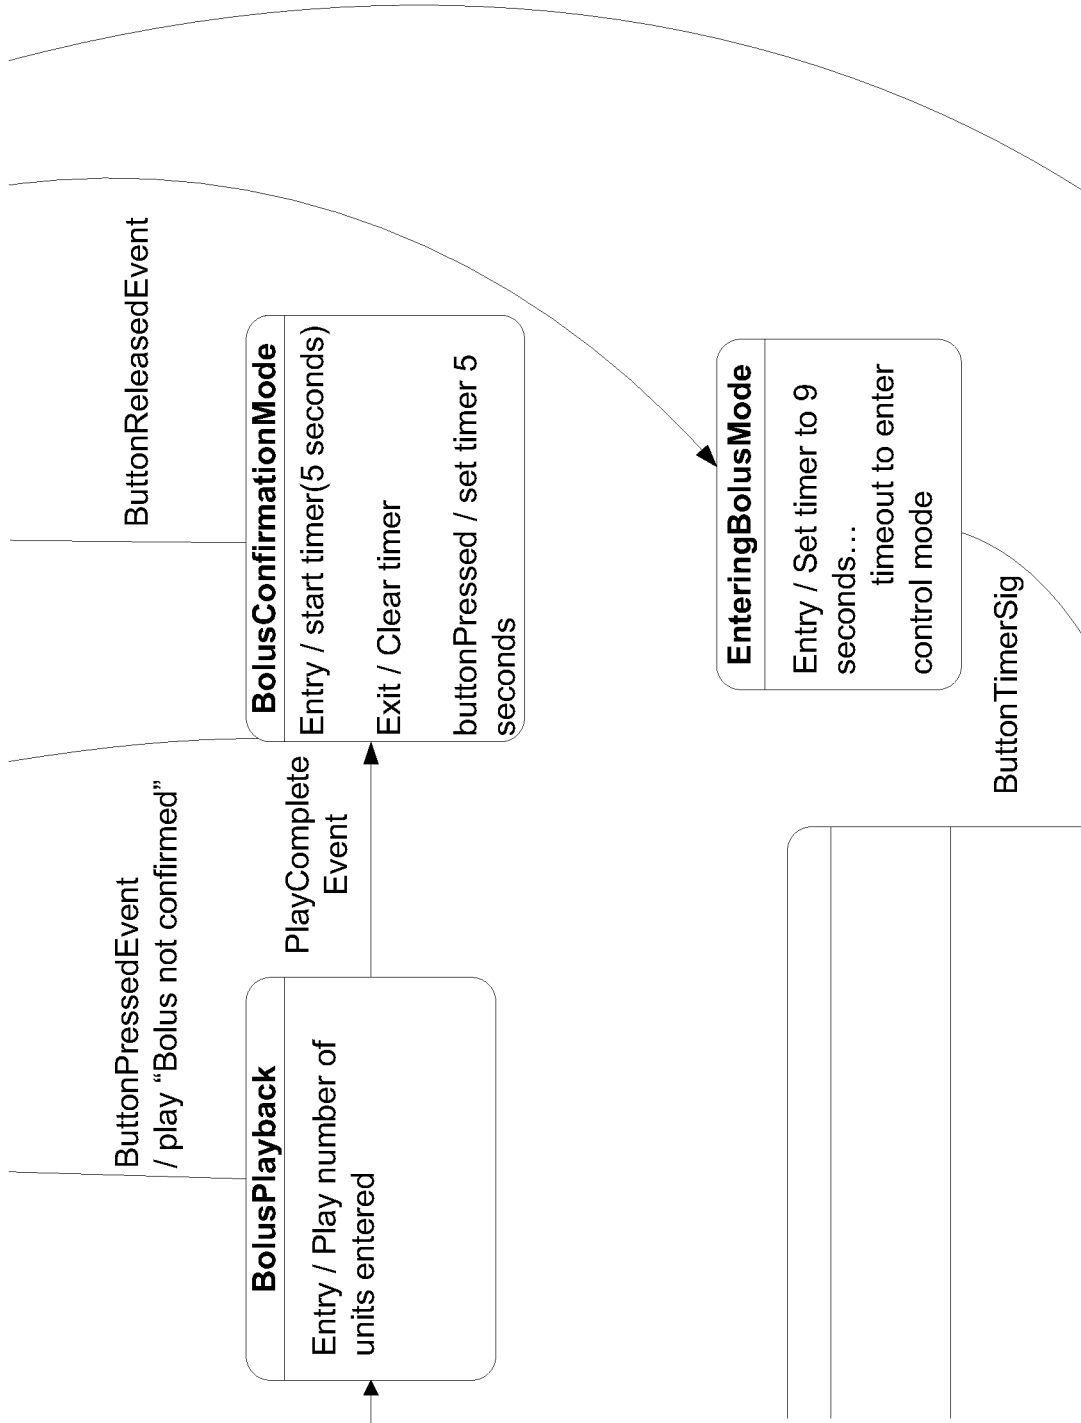 ButtonPressedEvent
/ play “Bolus not confirmed”
ButtonReleasedEvent
BolusPlayback
Entry / Play number of
units entered
PlayComplete
Event
BolusConfirmationMode
Entry / start timer(5 seconds)
Exit / Clear timer
buttonPressed / set timer 5
seconds
EnteringBolusMode
Entry / Set timer to 9
seconds…
timeout to enter
control mode
ButtonTimerSig